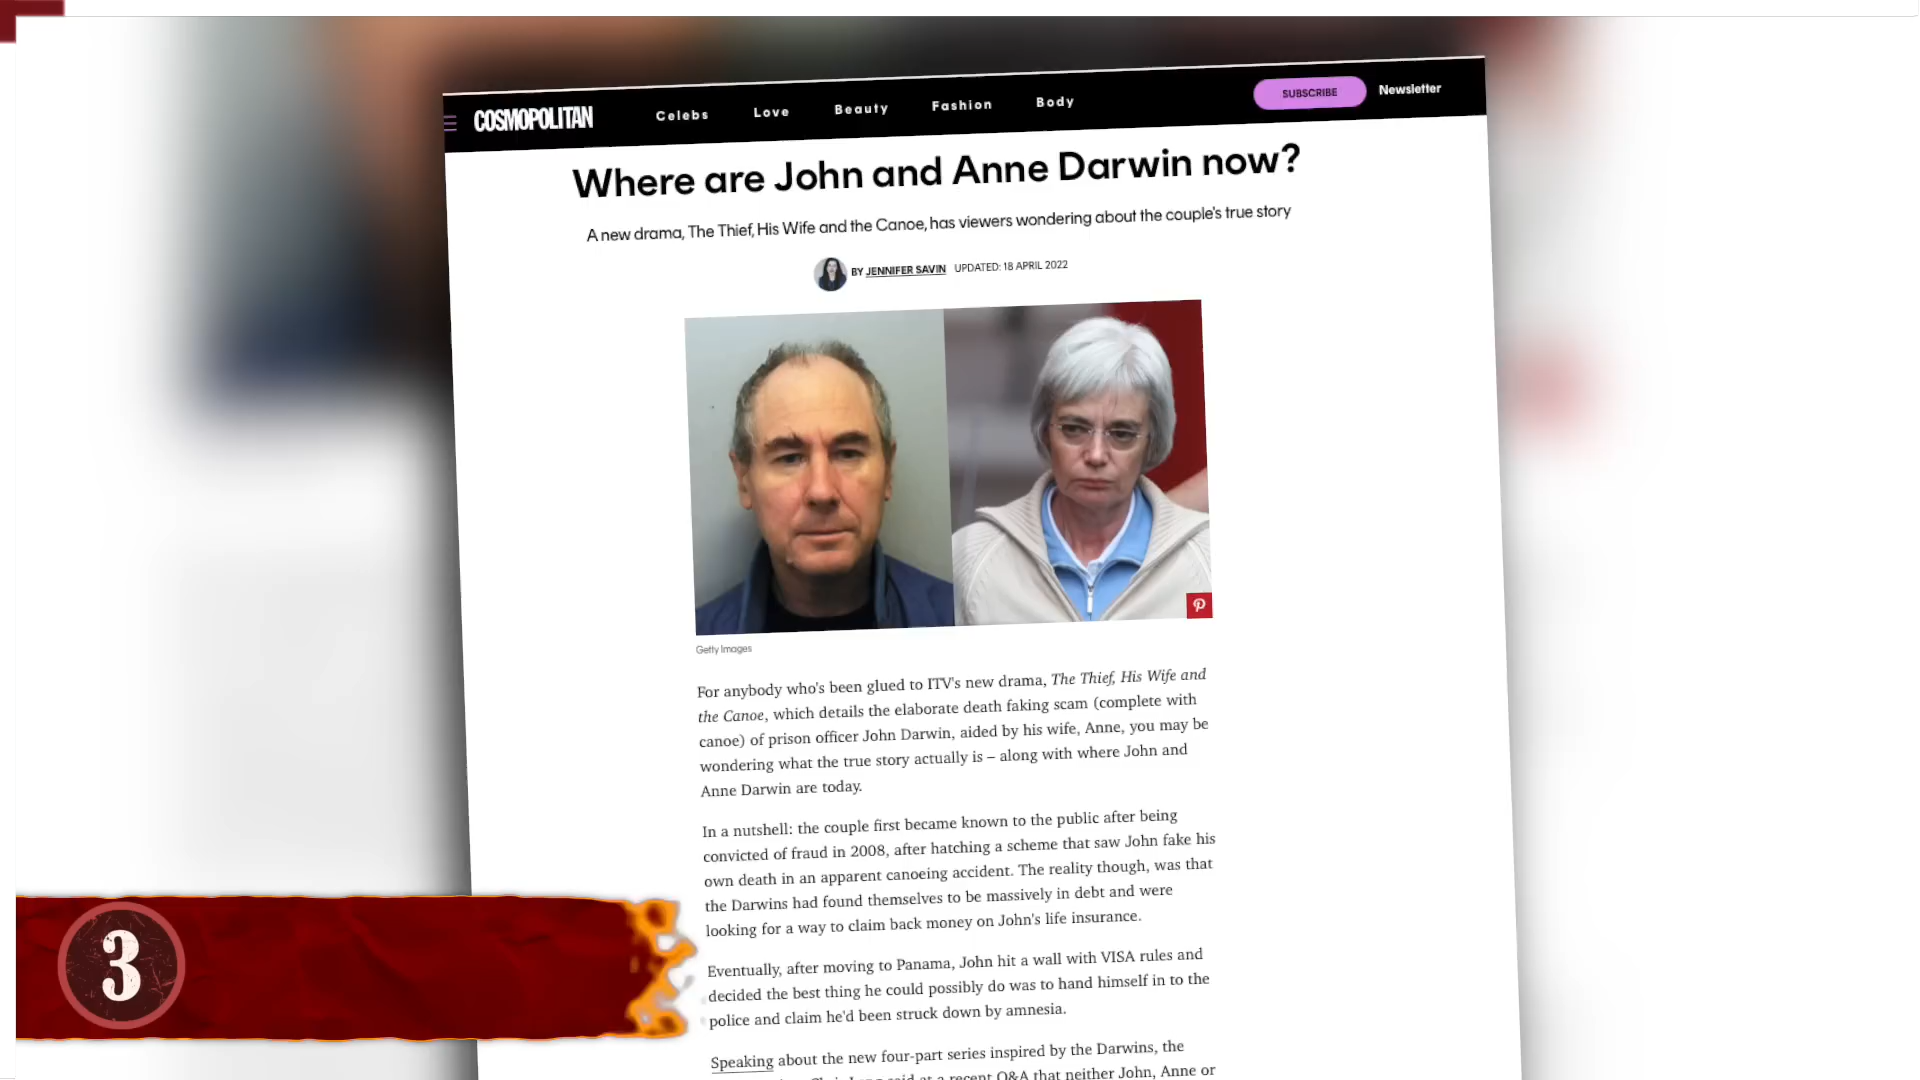 COSMOPOLITAN Celebs Love Beauty Fashion Body SUBSCRIBE Newsletter
Where are John and Anne Darwin now?
A new drama, The Thief, His Wife and the Canoe, has viewers wondering about the couple's true story
BY JENNIFER SAVIN UPDATED: 18 APRIL 2022
Getty Images
For anybody who's been glued to ITV's new drama, The Thief, His Wife and
the Canoe, which details the elaborate death faking scam (complete with
canoe) of prison officer John Darwin, aided by his wife, Anne, you may be
wondering what the true story actually is – along with where John and
Anne Darwin are today.
In a nutshell: the couple first became known to the public after being
convicted of fraud in 2008, after hatching a scheme that saw John fake his
own death in an apparent canoeing accident. The reality though, was that
the Darwins had found themselves to be massively in debt and were
looking for a way to claim back money on John's life insurance.
Eventually, after moving to Panama, John hit a wall with VISA rules and
decided the best thing he could possibly do was to hand himself in to the
police and claim he'd been struck down by amnesia.
Speaking about the new four-part series inspired by the Darwins, the
said at a recent Q&A that neither John, Anne or
3